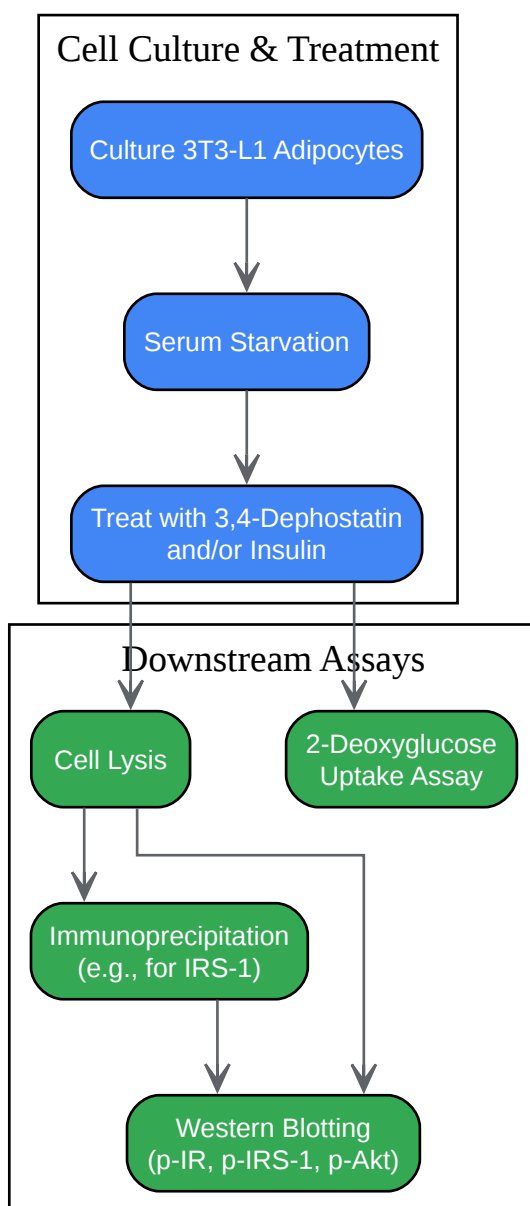 Cell Culture & Treatment
Culture 3T3-L1 Adipocytes
Serum Starvation
Treat with 3,4-Dephostatin
and/or Insulin
Downstream Assays
Cell Lysis
2-Deoxyglucose
Uptake Assay
Immunoprecipitation
(e.g., for IRS-1)
Western Blotting
(p-IR, p-IRS-1, p-Akt)